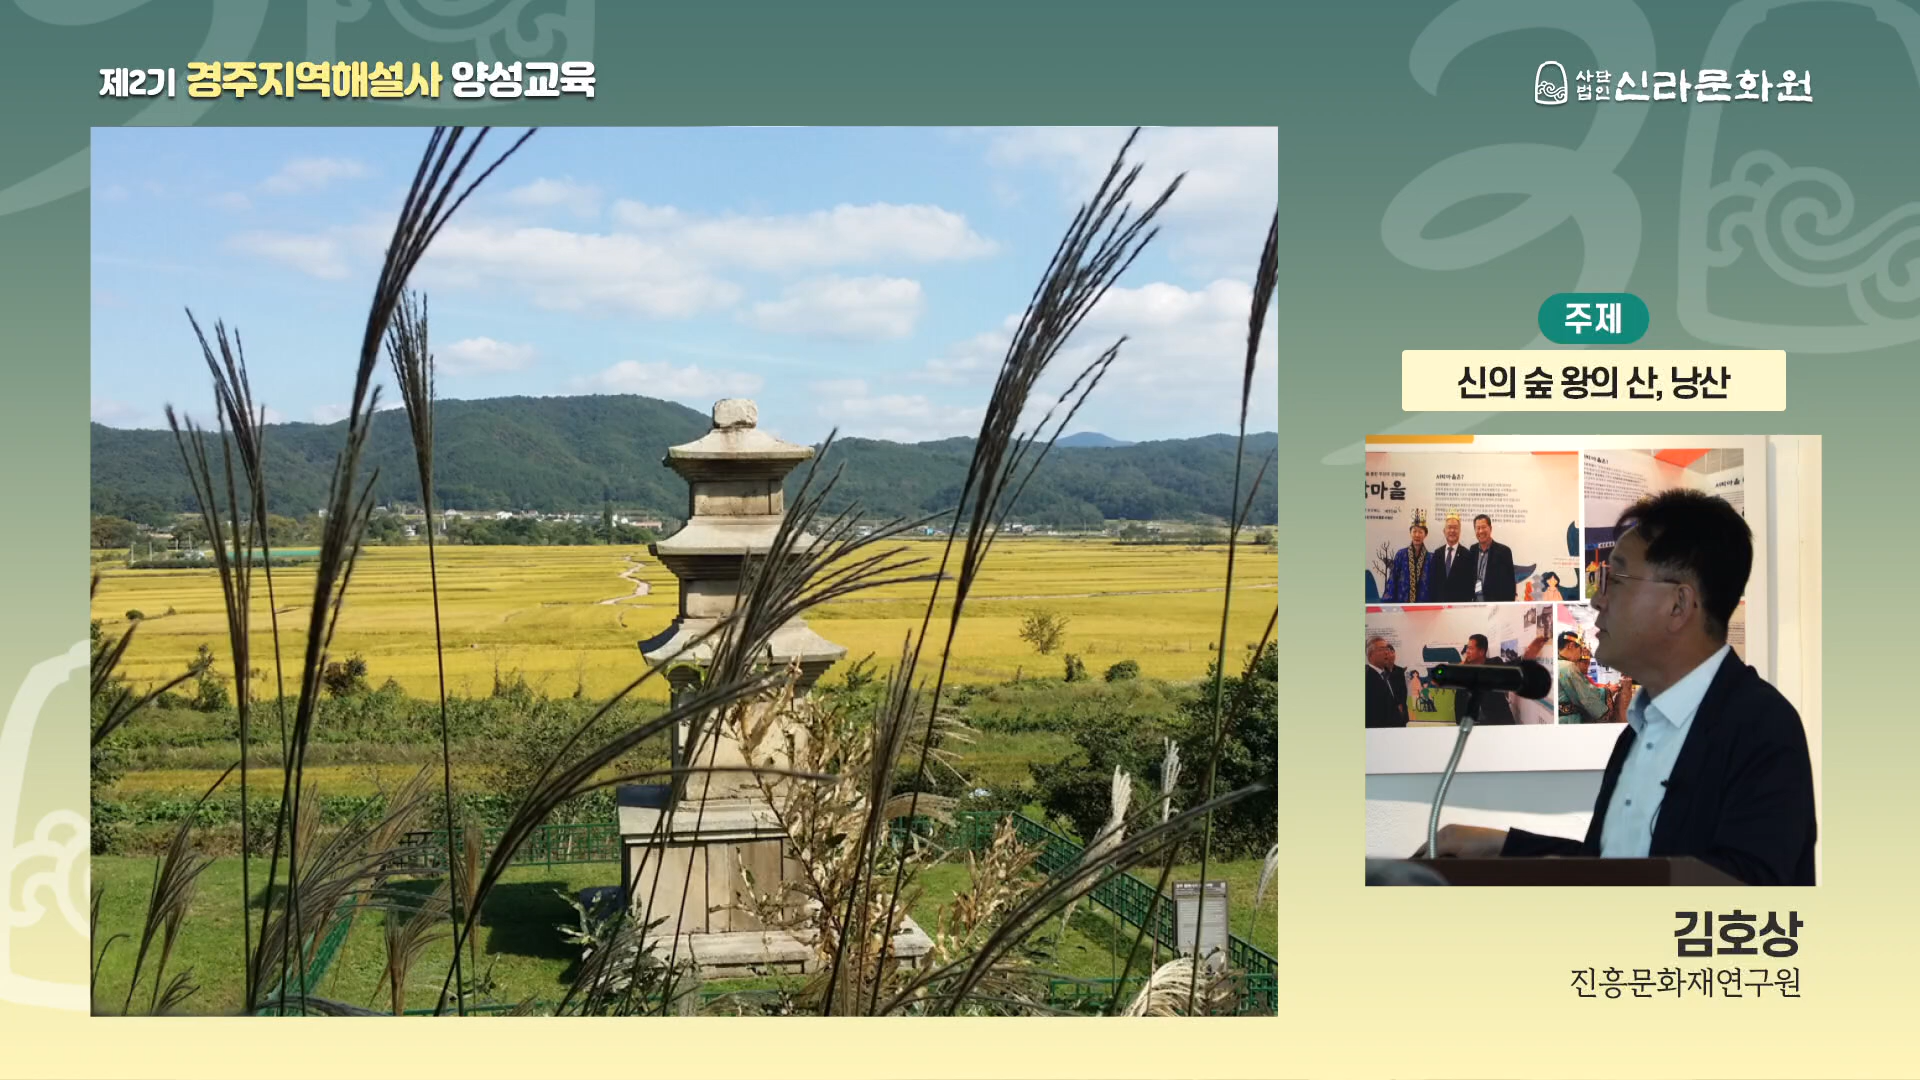 제2기 경주지역해설사 양성교육
사단법인 신라문화원
주제
신의 숲 왕의 산, 낭산
김호상
진흥문화재연구원